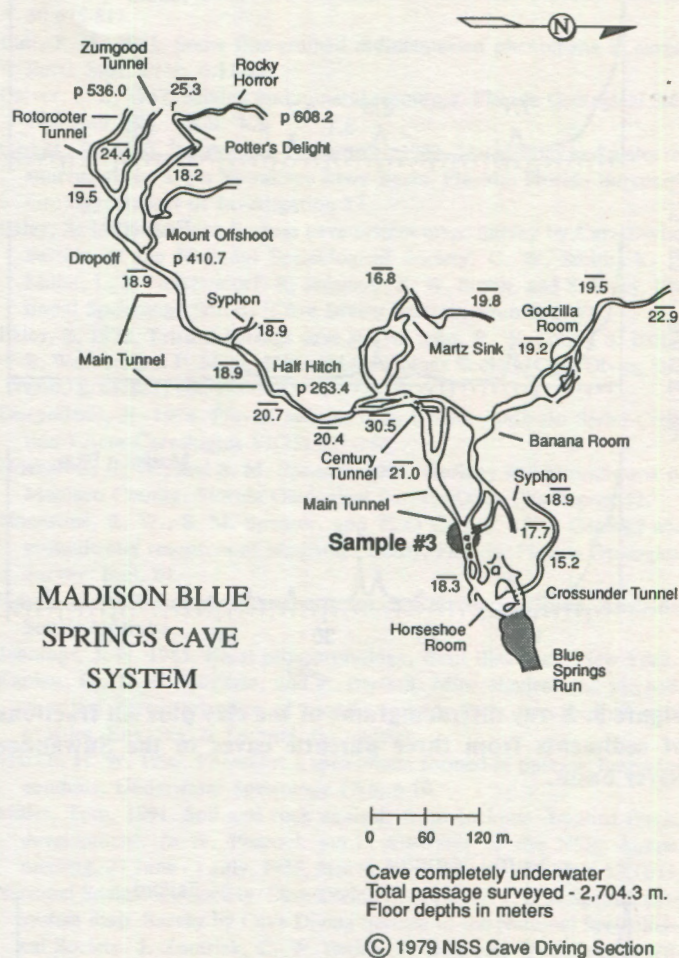 N
Zumgood
Tunnel
25.3
r
Rocky
Horror
p 536.0
p 608.2
Rotorooter
Tunnel
24.4
Potter's Delight
18.2
19.5
Mount Offshoot
p 410.7
Dropoff
18.9
16.8
19.5
Syphon
18.9
19.8
Godzilla
Room
19.2
22.9
Martz Sink
Main Tunnel
18.9
Half Hitch
p 263.4
20.7
20.4
30.5
Banana Room
Century
Tunnel
21.0
Syphon
18.9
Main Tunnel
17.7
Sample #3
15.2
18.3
Crossunder Tunnel
Horseshoe
Room
Blue
Springs
Run
MADISON BLUE
SPRINGS CAVE
SYSTEM
0 60 120 m.
Cave completely underwater
Total passage surveyed - 2,704.3 m.
Floor depths in meters
© 1979 NSS Cave Diving Section